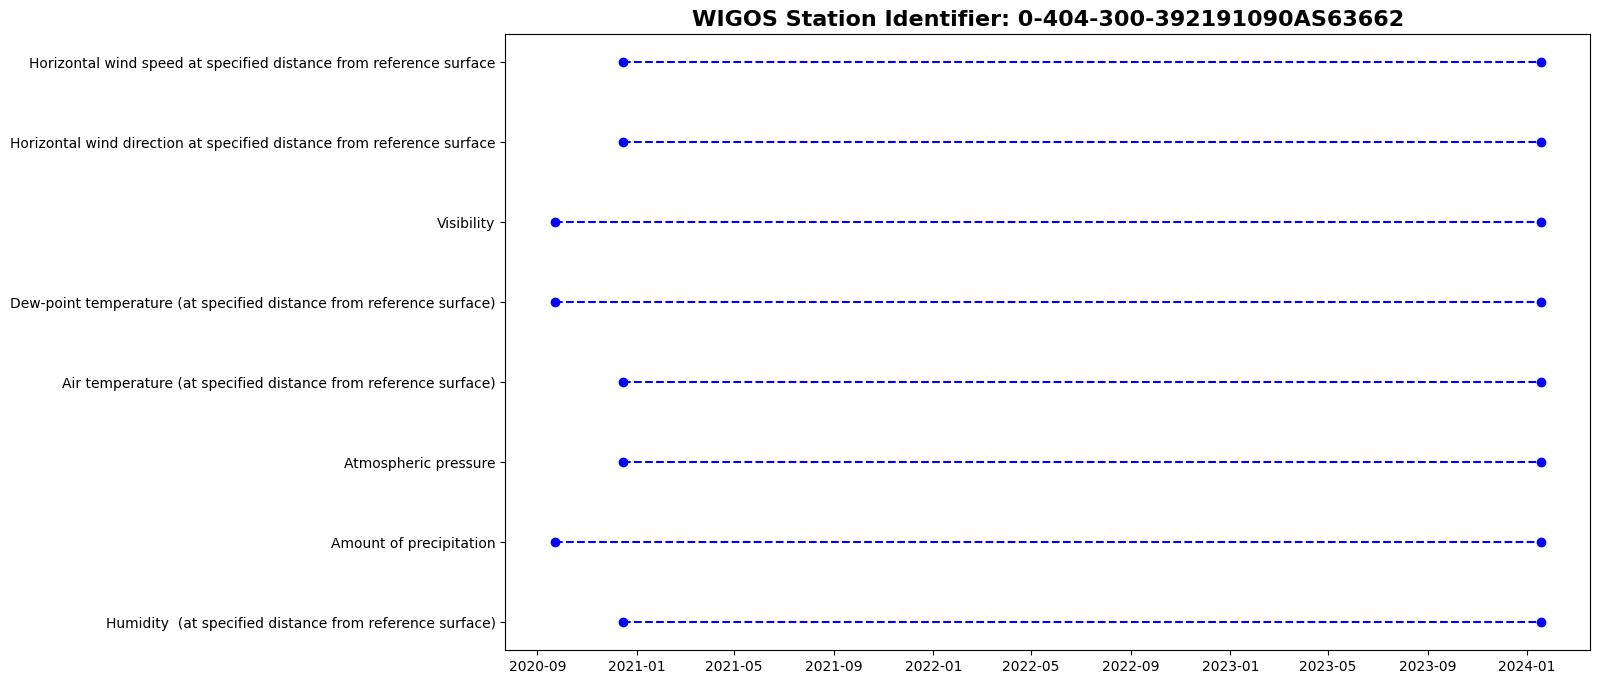 WIGOS Station Identifier: 0-404-300-392191090AS63662
Horizontal wind speed at specified distance from reference surface
Horizontal wind direction at specified distance from reference surface
Visibility
Dew-point temperature (at specified distance from reference surface)
Air temperature (at specified distance from reference surface)
Atmospheric pressure
Amount of precipitation
Humidity  (at specified distance from reference surface)
2020-09 2021-01 2021-05 2021-09 2022-01 2022-05 2022-09 2023-01 2023-05 2023-09 2024-01